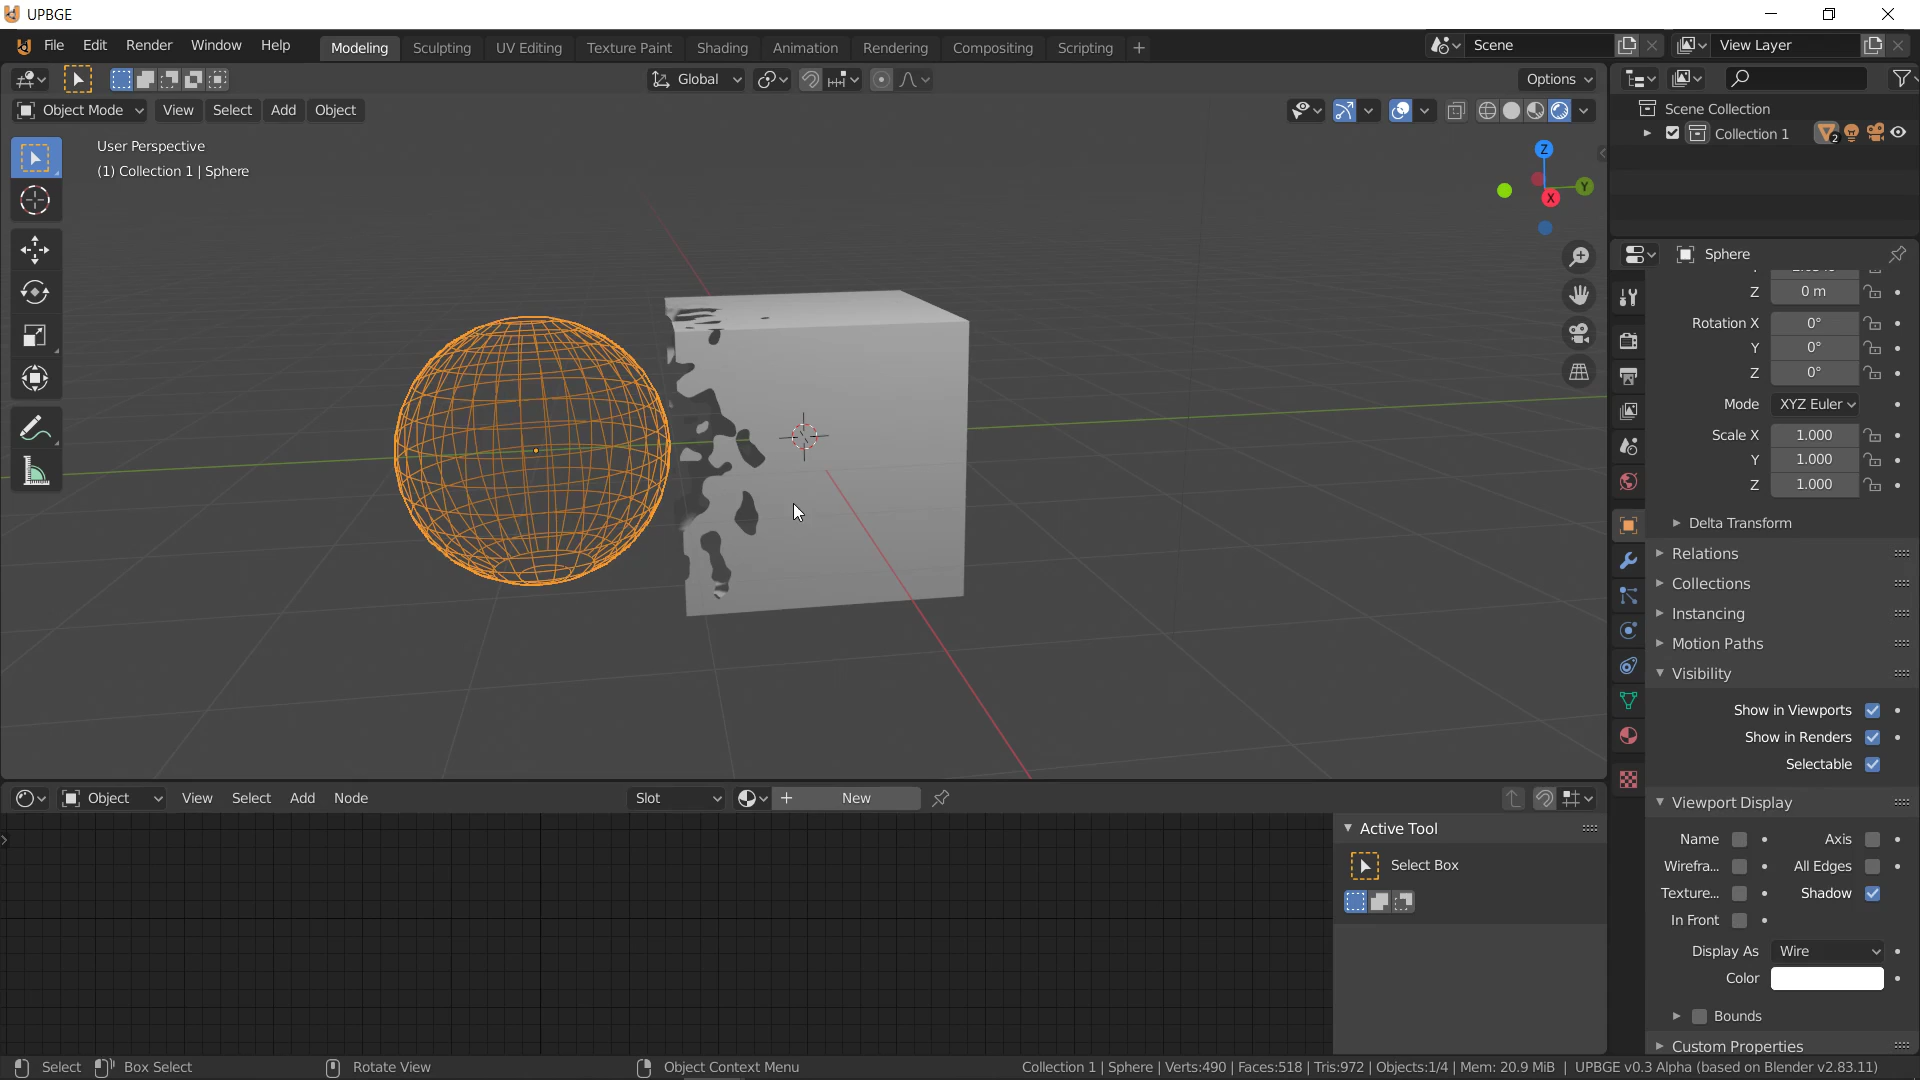 UPBGE
File Edit Render Window Help
Modeling Sculpting UV Editing Texture Paint Shading Animation Rendering Compositing Scripting +
Scene
View Layer
Global
Options
Object Mode View Select Add Object
User Perspective
(1) Collection 1 | Sphere
Z
Y
X
Scene Collection
Collection 1
2
Sphere
Z 0 m
Rotation X 0°
Y 0°
Z 0°
Mode XYZ Euler
Scale X 1.000
Y 1.000
Z 1.000
Delta Transform
Relations
Collections
Instancing
Motion Paths
Visibility
Show in Viewports
Show in Renders
Selectable
Viewport Display
Name Axis
Wirefra... All Edges
Texture... Shadow
In Front
Display As Wire
Color
Bounds
Custom Properties
Object View Select Add Node
Slot
New
Active Tool
Select Box
Select Box Select Rotate View Object Context Menu
Collection 1 | Sphere | Verts:490 | Faces:518 | Tris:972 | Objects:1/4 | Mem: 20.9 MiB | UPBGE v0.3 Alpha (based on Blender v2.83.11)